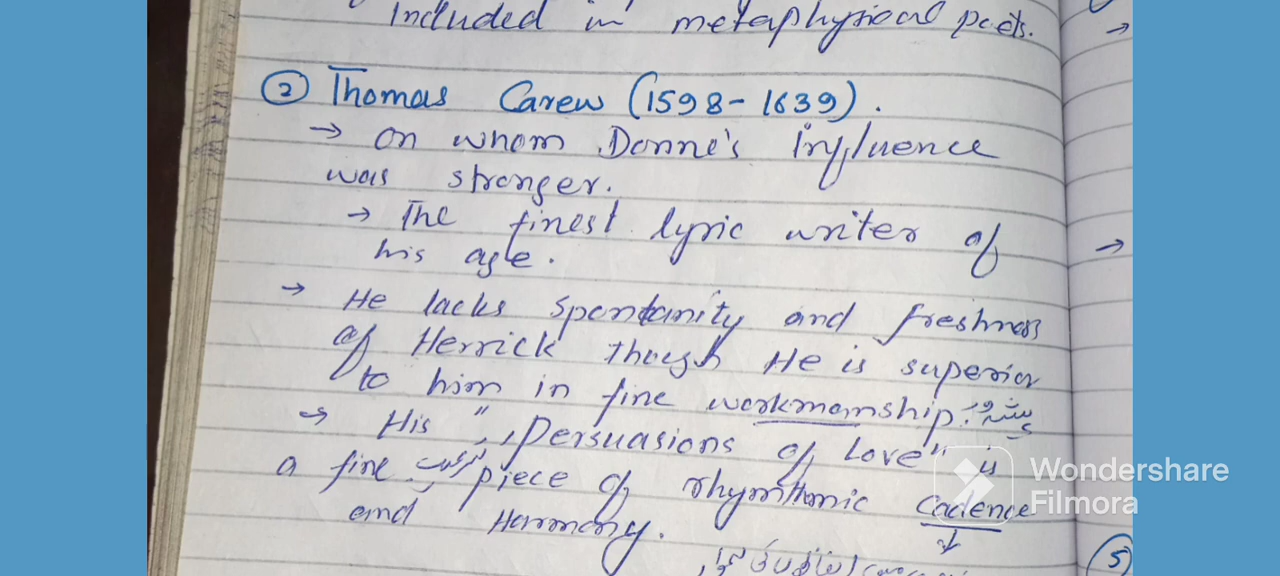 Included in metaphysical poets.
② Thomas Carew (1598-1639).
→ on whom Donne's influence
was stronger.
→ The finest lyric writer of
his age.
→ He lacks spontanity and freshness
of Herrick though He is superior
to him in fine workmanship.
→ His "Persuasions of Love" is
a fine piece of rhymthmic cadence
and Harmony.
⑤
Wondershare
Filmora